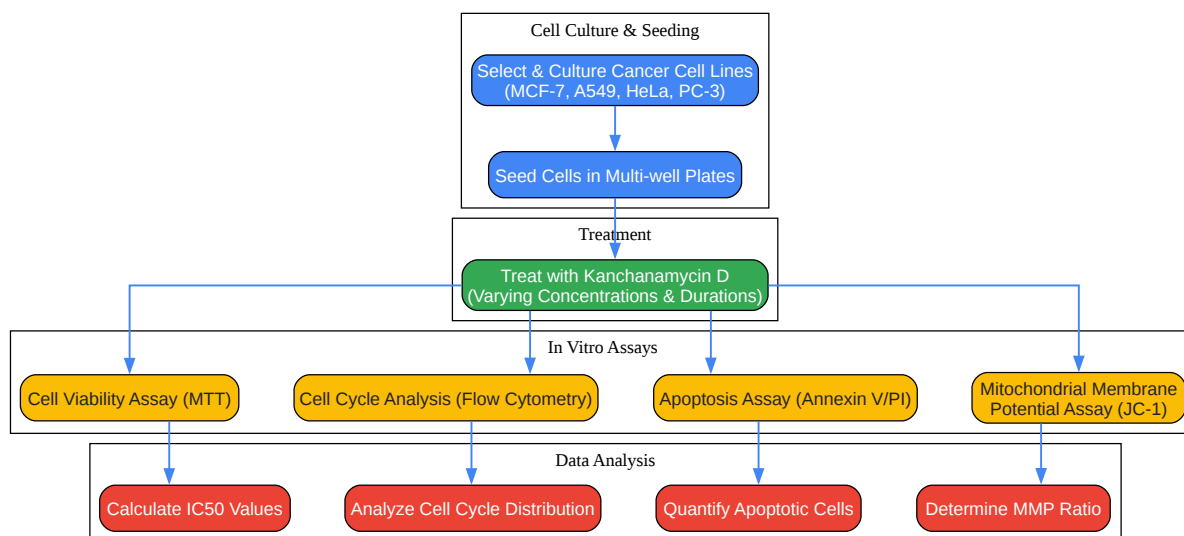 Cell Culture & Seeding
Select & Culture Cancer Cell Lines
(MCF-7, A549, HeLa, PC-3)
Seed Cells in Multi-well Plates
Treatment
Treat with Kanchanamycin D
(Varying Concentrations & Durations)
In Vitro Assays
Cell Viability Assay (MTT)
Cell Cycle Analysis (Flow Cytometry)
Apoptosis Assay (Annexin V/PI)
Mitochondrial Membrane
Potential Assay (JC-1)
Data Analysis
Calculate IC50 Values
Analyze Cell Cycle Distribution
Quantify Apoptotic Cells
Determine MMP Ratio